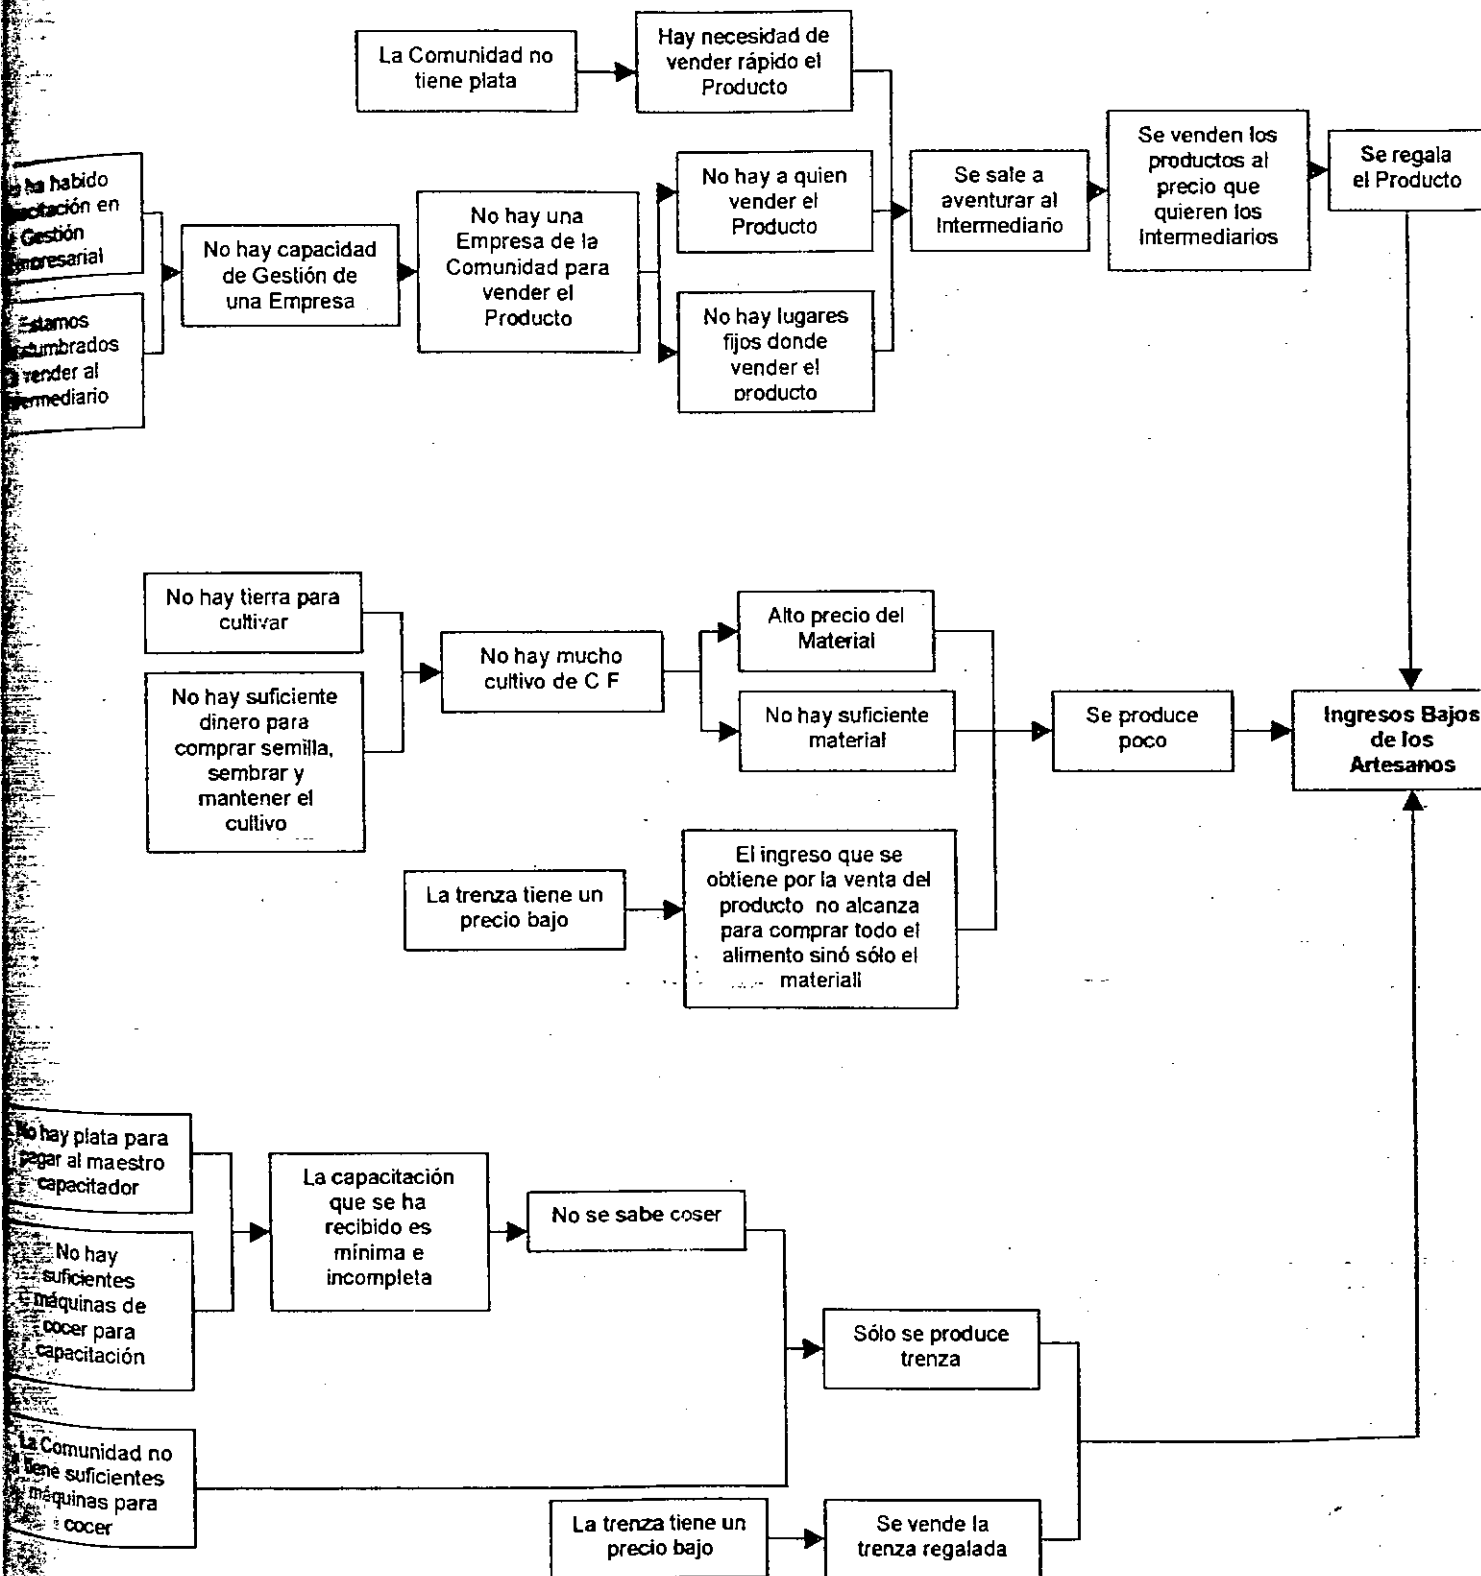 La Comunidad no
tiene plata
Hay necesidad de
vender rápido el
Producto
ha habido
en
Gestión
Estamos
vender al
No hay capacidad
de Gestión de
una Empresa
No hay una
Empresa de la
Comunidad para
vender el
Producto
No hay a quien
vender el
Producto
No hay lugares
fijos donde
vender el
producto
Se sale a
aventurar al
Intermediario
Se venden los
productos al
precio que
quieren los
Intermediarios
Se regala
el Producto
No hay tierra para
cultivar
No hay suficiente
dinero para
comprar semilla,
sembrar y
mantener el
cultivo
No hay mucho
cultivo de C F
Alto precio del
Material
No hay suficiente
material
La trenza tiene un
precio bajo
El ingreso que se
obtiene por la venta del
producto no alcanza
para comprar todo el
alimento sinó sólo el
materiali
Se produce
poco
Ingresos Bajos
de los
Artesanos
No hay plata para
pagar al maestro
capacitador
No hay
suficientes
máquinas de
cocer para
capacitación
La Comunidad no
tiene suficientes
máquinas para
cocer
La capacitación
que se ha
recibido es
mínima e
incompleta
No se sabe coser
Sólo se produce
trenza
La trenza tiene un
precio bajo
Se vende la
trenza regalada